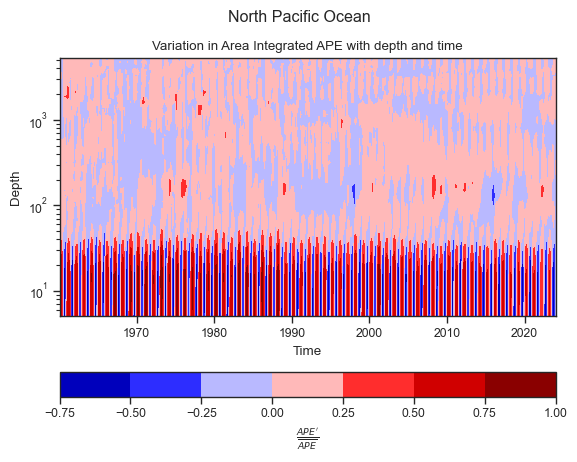 North Pacific Ocean
Variation in Area Integrated APE with depth and time
10³
10²
10¹
Depth
1970 1980 1990 2000 2010 2020
Time
−0.75 −0.50 −0.25 0.00 0.25 0.50 0.75 1.00
APE′
APE